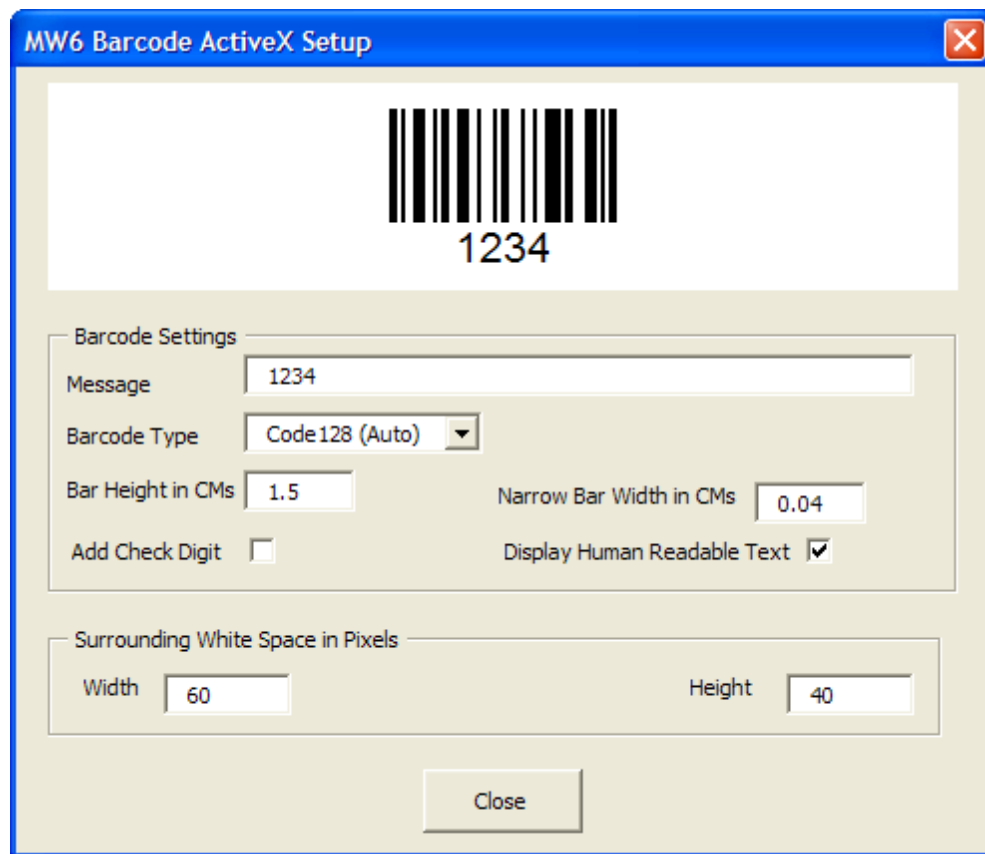 MW6 Barcode ActiveX Setup
1234
Barcode Settings
Message 1234
Barcode Type Code128 (Auto)
Bar Height in CMs 1.5 Narrow Bar Width in CMs 0.04
Add Check Digit Display Human Readable Text
Surrounding White Space in Pixels
Width 60 Height 40
Close